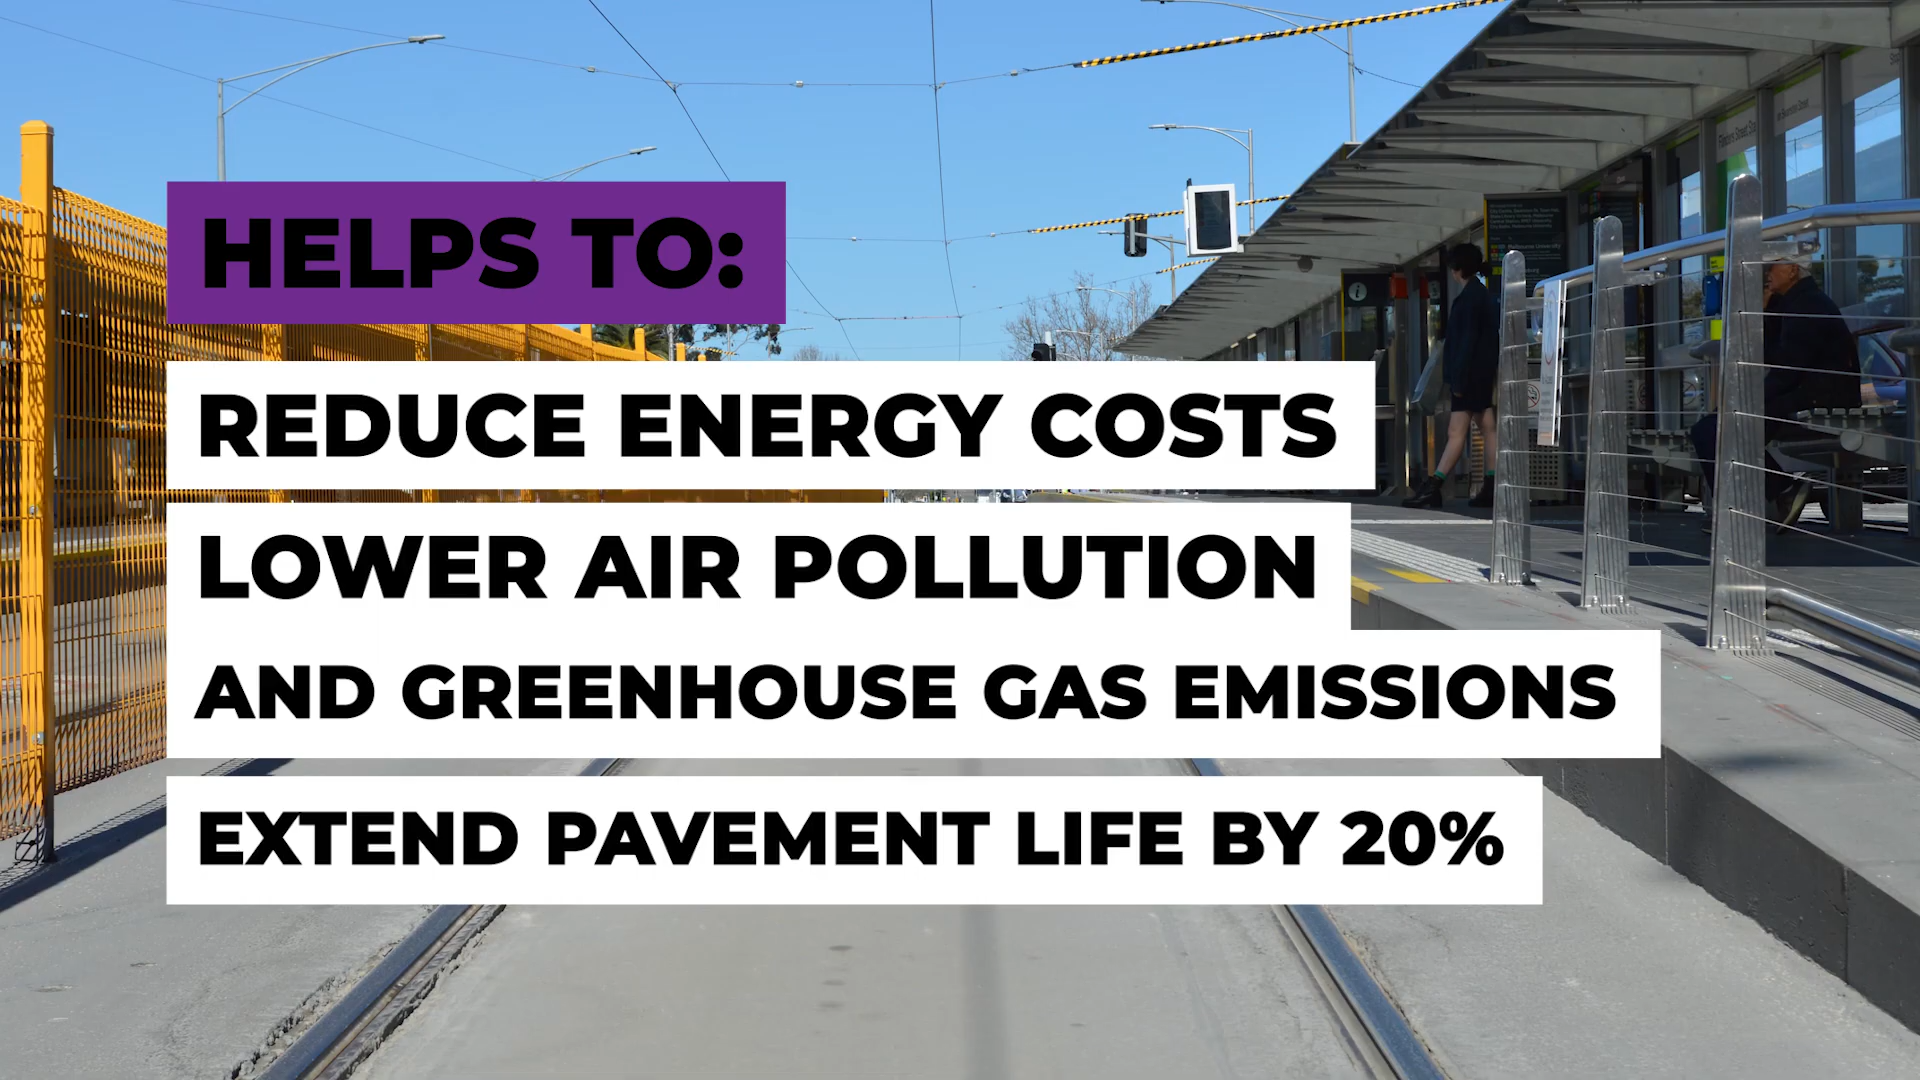 HELPS TO:
REDUCE ENERGY COSTS
LOWER AIR POLLUTION
AND GREENHOUSE GAS EMISSIONS
EXTEND PAVEMENT LIFE BY 20%